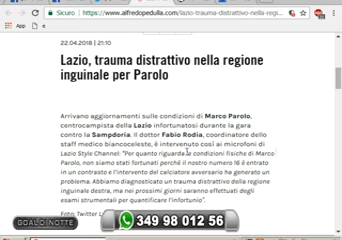 Sicuro | https://www.alfredopedulla.com/lazio-trauma-distrattivo-nella-regi...
App
22.04.2018 | 21:10
Lazio, trauma distrattivo nella regione
inguinale per Parolo
Arrivano aggiornamenti sulle condizioni di Marco Parolo,
centrocampista della Lazio infortunatosi durante la gara
contro la Sampdoria. Il dottor Fabio Rodia, coordinatore dello
staff medico biancoceleste, è intervenuto così ai microfoni di
Lazio Style Channel: "Per quanto riguarda le condizioni fisiche di Marco
Parolo, non siamo stati fortunati perché il nostro numero 16 è entrato
in un contrasto e l'intervento del calciatore avversario ha generato un
problema. Abbiamo diagnosticato un trauma distrattivo della regione
inguinale destra, ma nei prossimi giorni saranno effettuati degli
esami strumentali per quantificare l'infortunio".
Foto: Twitter L
GOAL DI NOTTE
349 98 012 56